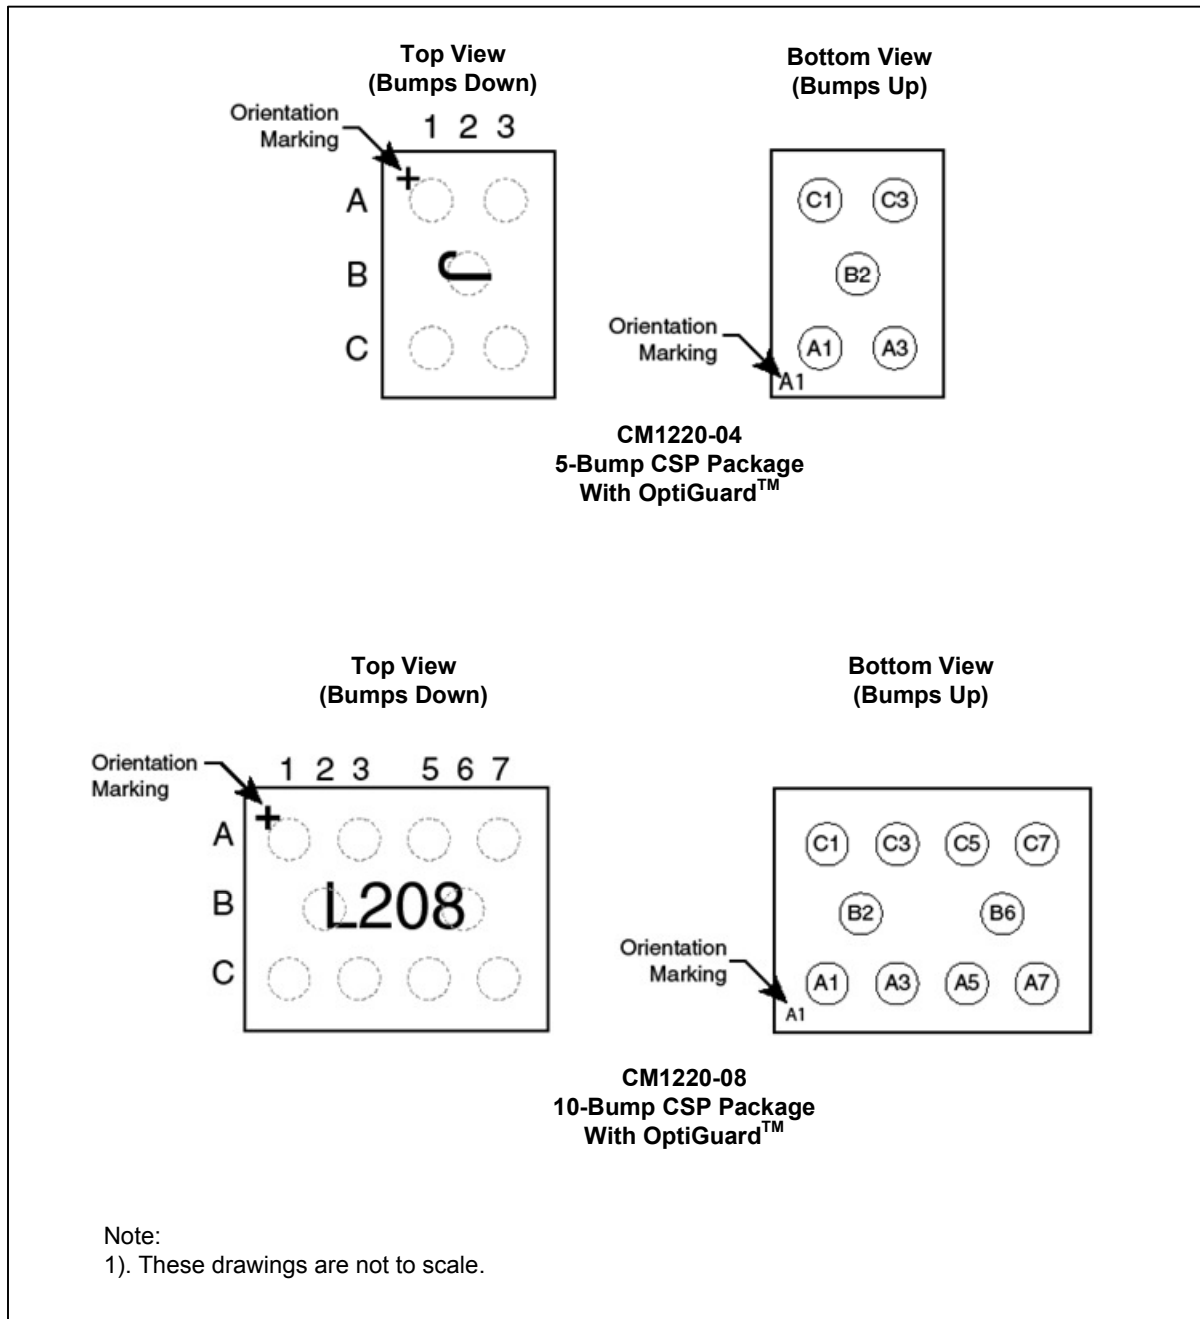 Top View
(Bumps Down)
Orientation
Marking
1 2 3
A
B
C
J
Bottom View
(Bumps Up)
C1 C3
B2
A1 A3
Orientation
Marking
A1
CM1220-04
5-Bump CSP Package
With OptiGuard™
Top View
(Bumps Down)
Orientation
Marking
1 2 3 5 6 7
A
B
C
L208
Bottom View
(Bumps Up)
C1 C3 C5 C7
B2 B6
A1 A3 A5 A7
Orientation
Marking
A1
CM1220-08
10-Bump CSP Package
With OptiGuard™
Note:
1). These drawings are not to scale.